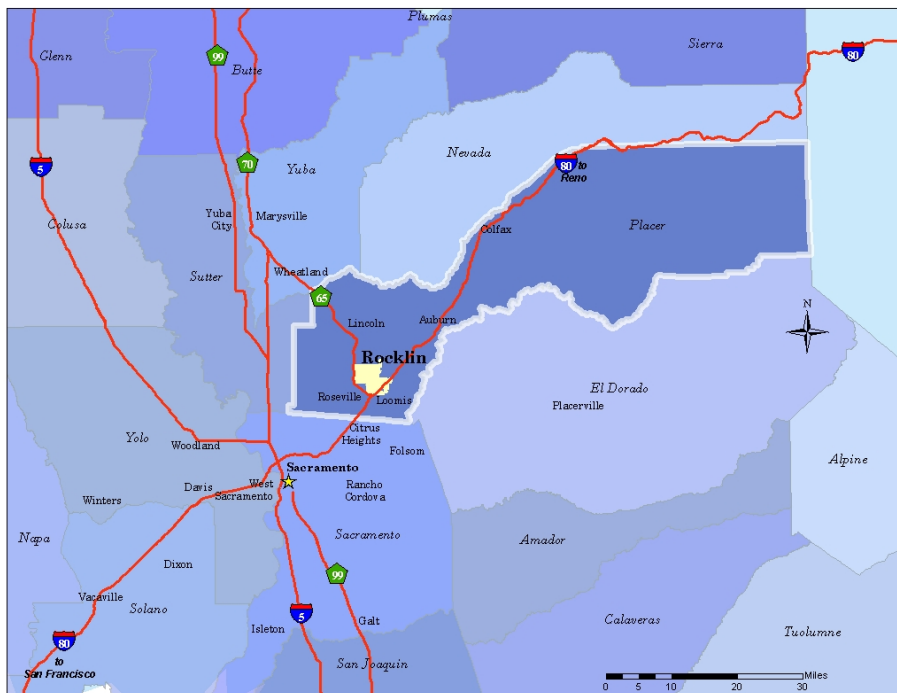 Plumas
Sierra
Glenn
99
Butte
80
5
70
Yuba
Nevada
80
to
Reno
Colusa
Yuba
City
Marysville
Colfax
Placer
Sutter
Wheatland
65
Lincoln
Auburn
N
Rocklin
Roseville
Loomis
El Dorado
Placerville
Citrus
Heights
Yolo
Woodland
Folsom
Alpine
Sacramento
Davis
West
Sacramento
Rancho
Cordova
Winters
Napa
Sacramento
Amador
Dixon
99
Vacaville
Solano
5
Isleton
Galt
Calaveras
Tuolumne
80
to
San Francisco
San Joaquin
Miles
0 5 10 20 30